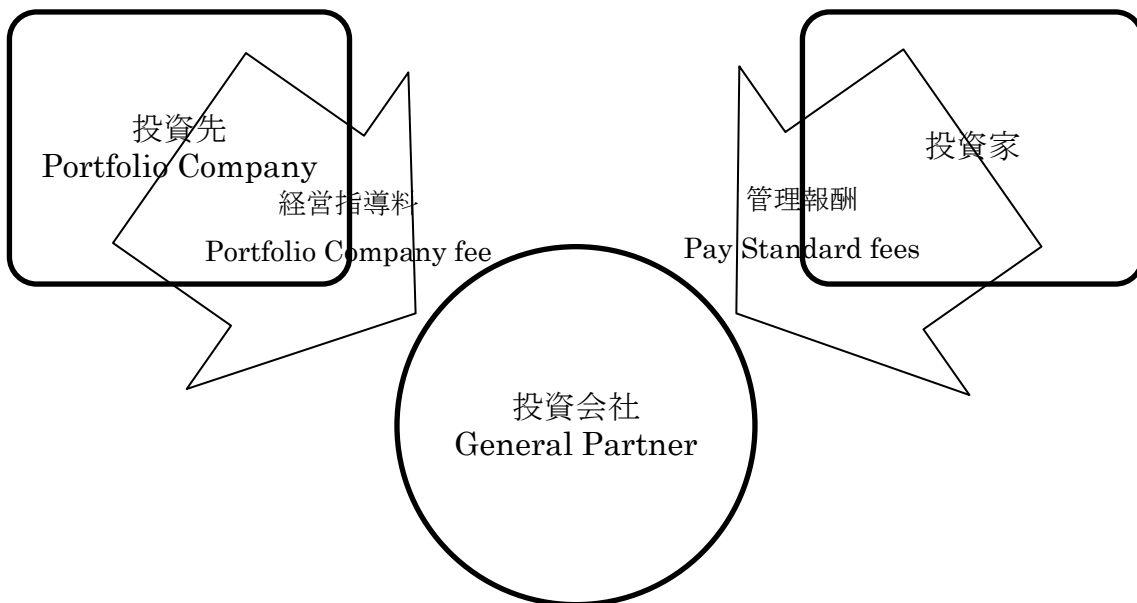 投資先
Portfolio Company
経営指導料
Portfolio Company fee
投資家
管理報酬
Pay Standard fees
投資会社
General Partner